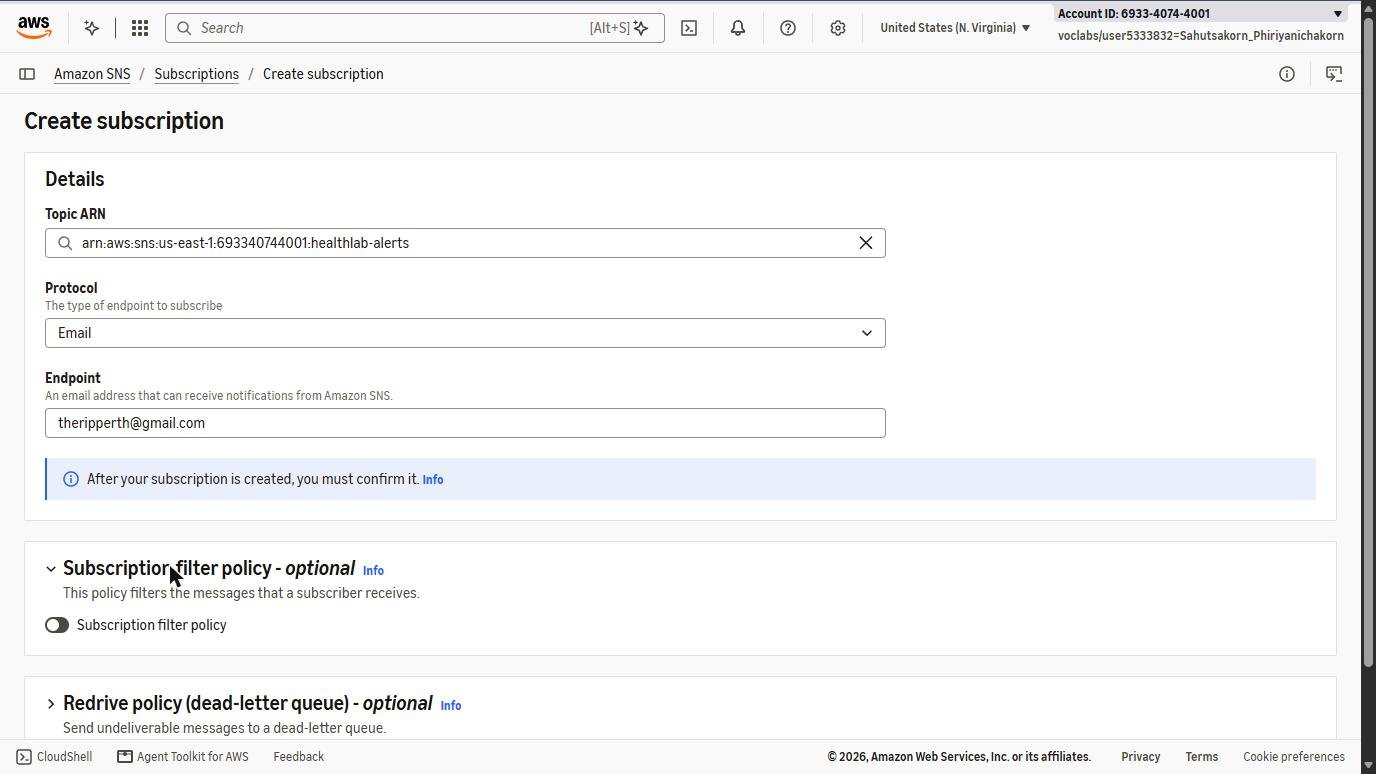 aws
Search [Alt+S]
United States (N. Virginia)
Account ID: 6933-4074-4001
voclabs/user5333832=Sahutsakorn_Phiriyanichakorn
Amazon SNS / Subscriptions / Create subscription
Create subscription
Details
Topic ARN
arn:aws:sns:us-east-1:693340744001:healthlab-alerts
Protocol
The type of endpoint to subscribe
Email
Endpoint
An email address that can receive notifications from Amazon SNS.
theripperth@gmail.com
After your subscription is created, you must confirm it. Info
Subscription filter policy - optional Info
This policy filters the messages that a subscriber receives.
Subscription filter policy
Redrive policy (dead-letter queue) - optional Info
Send undeliverable messages to a dead-letter queue.
CloudShell Agent Toolkit for AWS Feedback © 2026, Amazon Web Services, Inc. or its affiliates. Privacy Terms Cookie preferences